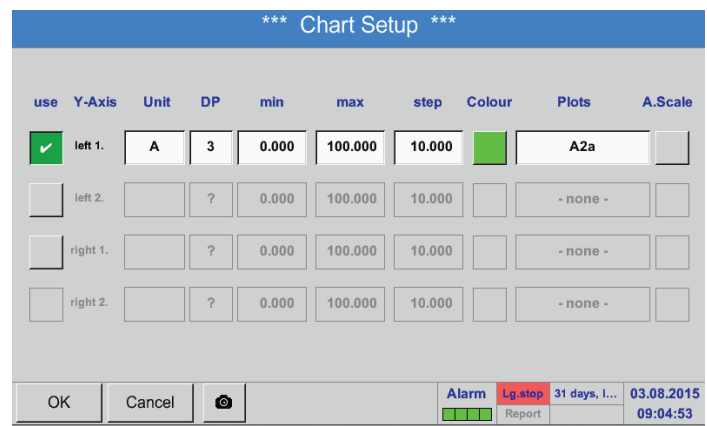 *** Chart Setup ***
use Y-Axis Unit DP min max step Colour Plots A.Scale
✔ left 1. A 3 0.000 100.000 10.000 A2a
left 2. ? 0.000 100.000 10.000 - none -
right 1. ? 0.000 100.000 10.000 - none -
right 2. ? 0.000 100.000 10.000 - none -
OK Cancel Alarm Lg.stop 31 days, l... 03.08.2015
Report 09:04:53